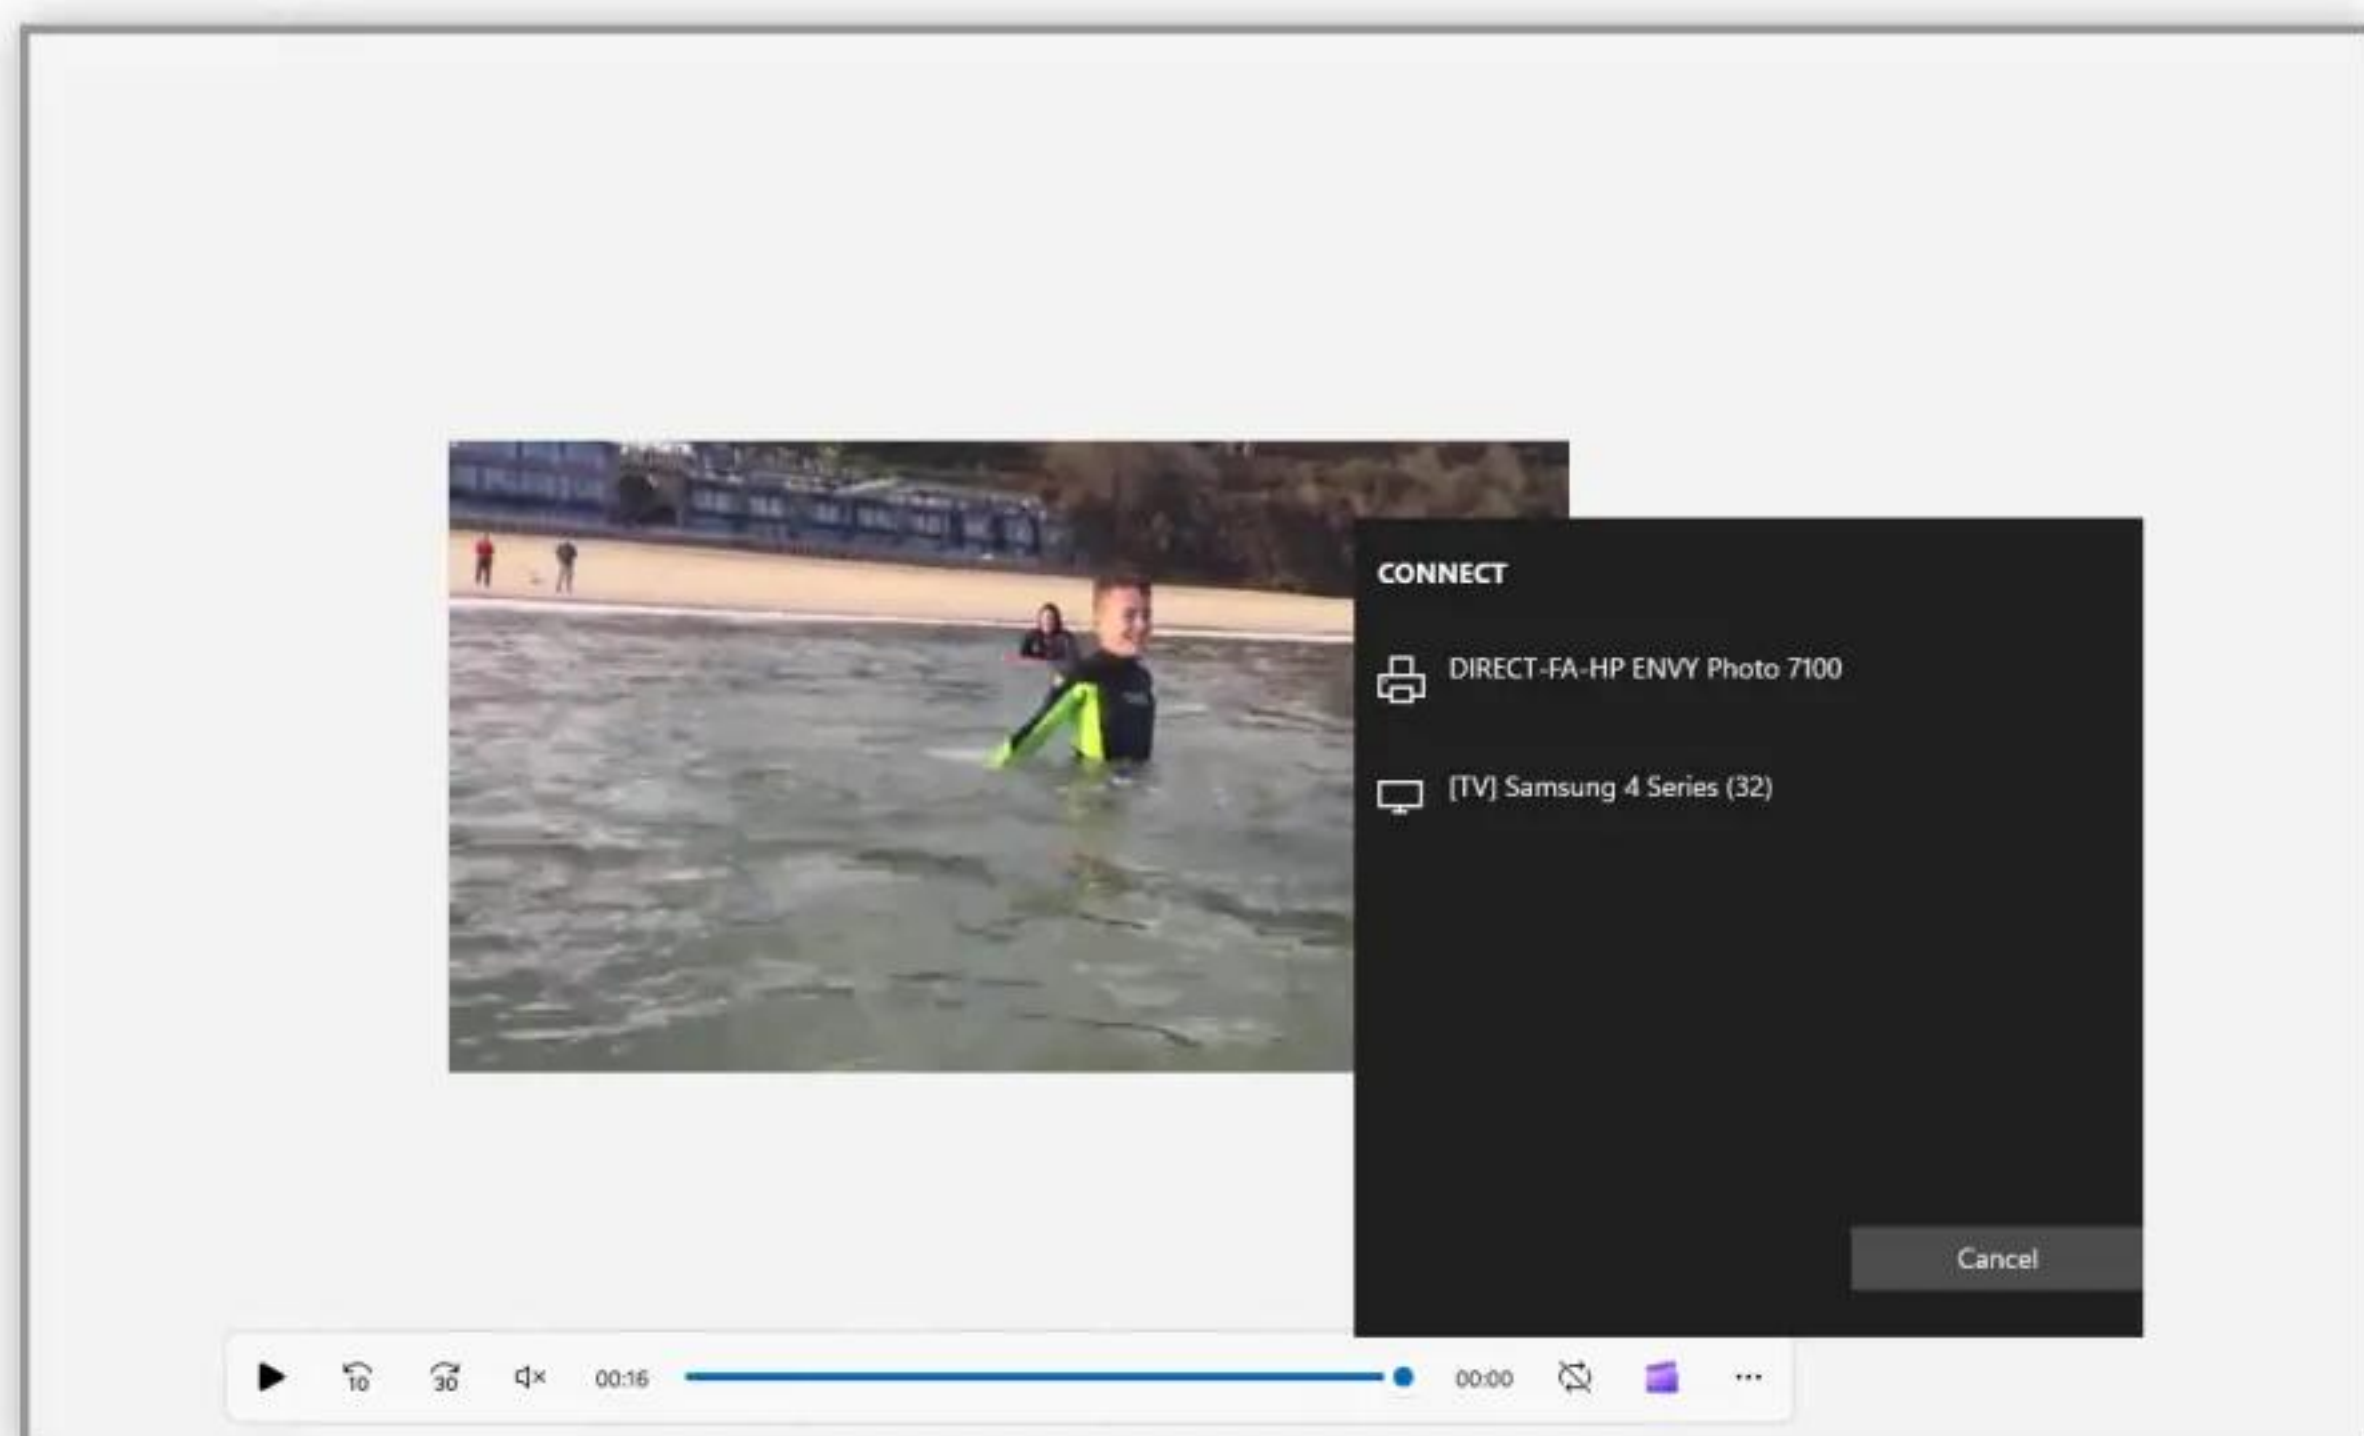 CONNECT
DIRECT-FA-HP ENVY Photo 7100
[TV] Samsung 4 Series (32)
Cancel
10
30
00:16
00:00